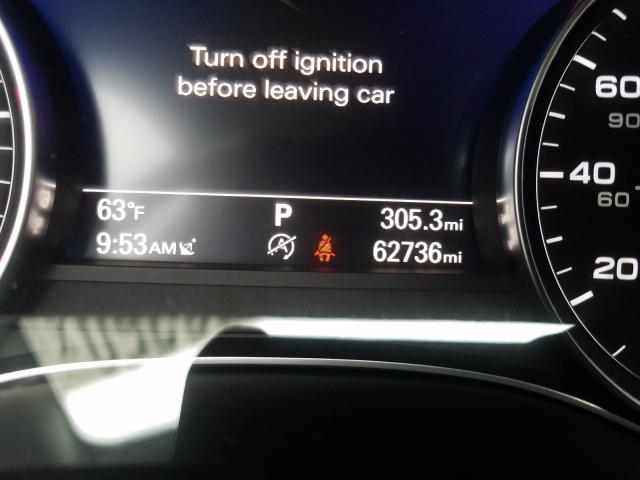 Turn off ignition
before leaving car
63°F P 305.3mi
9:53AM 62736mi
60
90
40
60
20